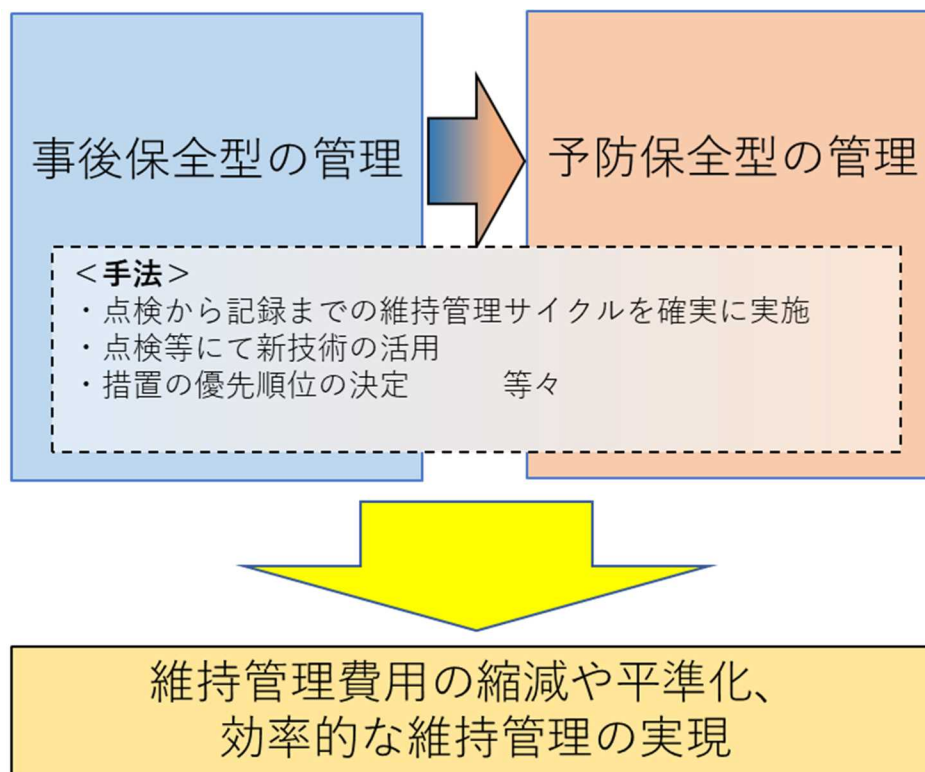 事後保全型の管理
予防保全型の管理
＜手法＞
・点検から記録までの維持管理サイクルを確実に実施
・点検等にて新技術の活用
・措置の優先順位の決定　　　等々
維持管理費用の縮減や平準化、
効率的な維持管理の実現